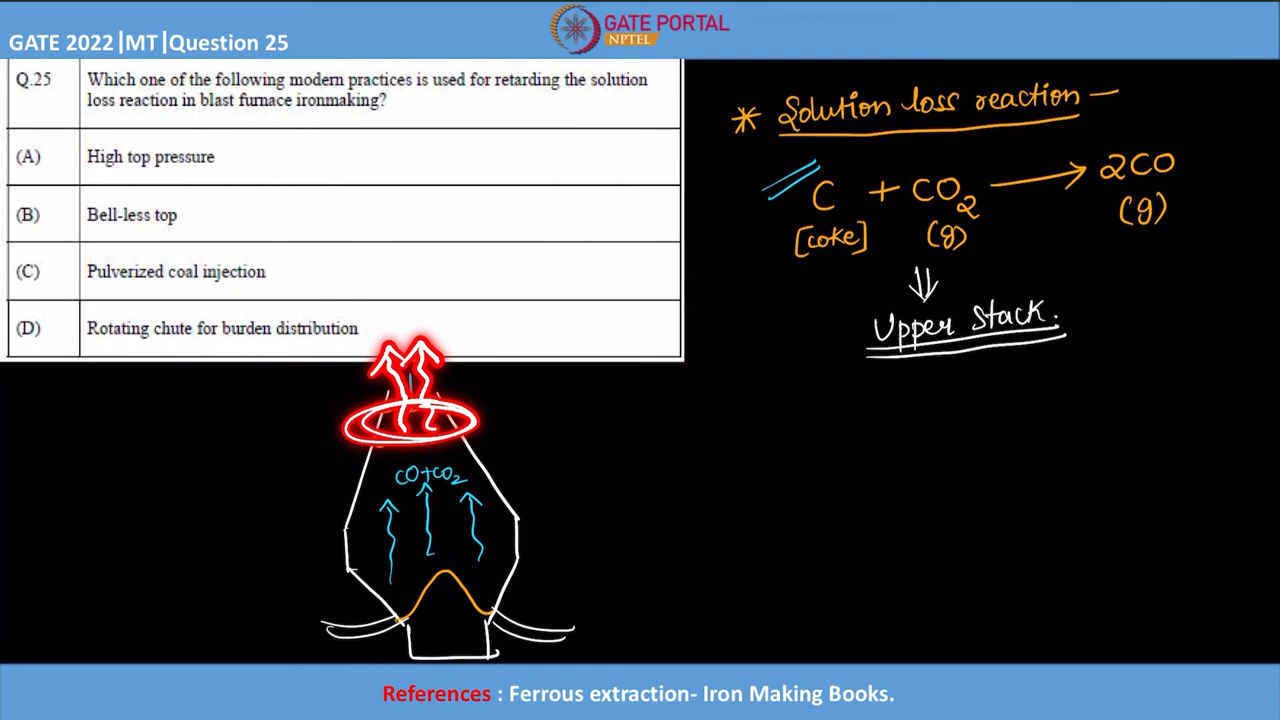 GATE PORTAL
NPTEL
GATE 2022|MT|Question 25
Q.25 Which one of the following modern practices is used for retarding the solution
loss reaction in blast furnace ironmaking?
(A) High top pressure
(B) Bell-less top
(C) Pulverized coal injection
(D) Rotating chute for burden distribution
* Solution loss reaction —
C + CO2 → 2CO
[coke] (g) (g)
⇓
Upper Stack.
CO+CO2
References : Ferrous extraction- Iron Making Books.